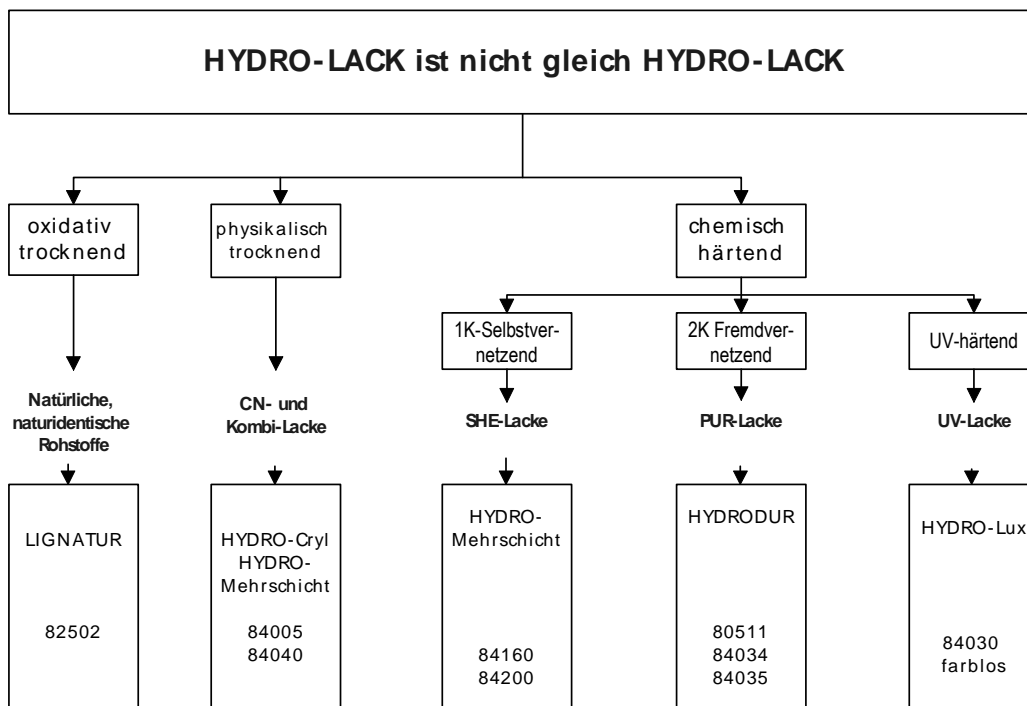 HYDRO-LACK ist nicht gleich HYDRO-LACK
oxidativ
trocknend
physikalisch
trocknend
chemisch
härtend
1K-Selbstver-
netzend
2K Fremdver-
netzend
UV-härtend
Natürliche,
naturidentische
Rohstoffe
CN- und
Kombi-Lacke
SHE-Lacke
PUR-Lacke
UV-Lacke
LIGNATUR
82502
HYDRO-Cryl
HYDRO-
Mehrschicht
84005
84040
HYDRO-
Mehrschicht
84160
84200
HYDRODUR
80511
84034
84035
HYDRO-Lux
84030
farblos